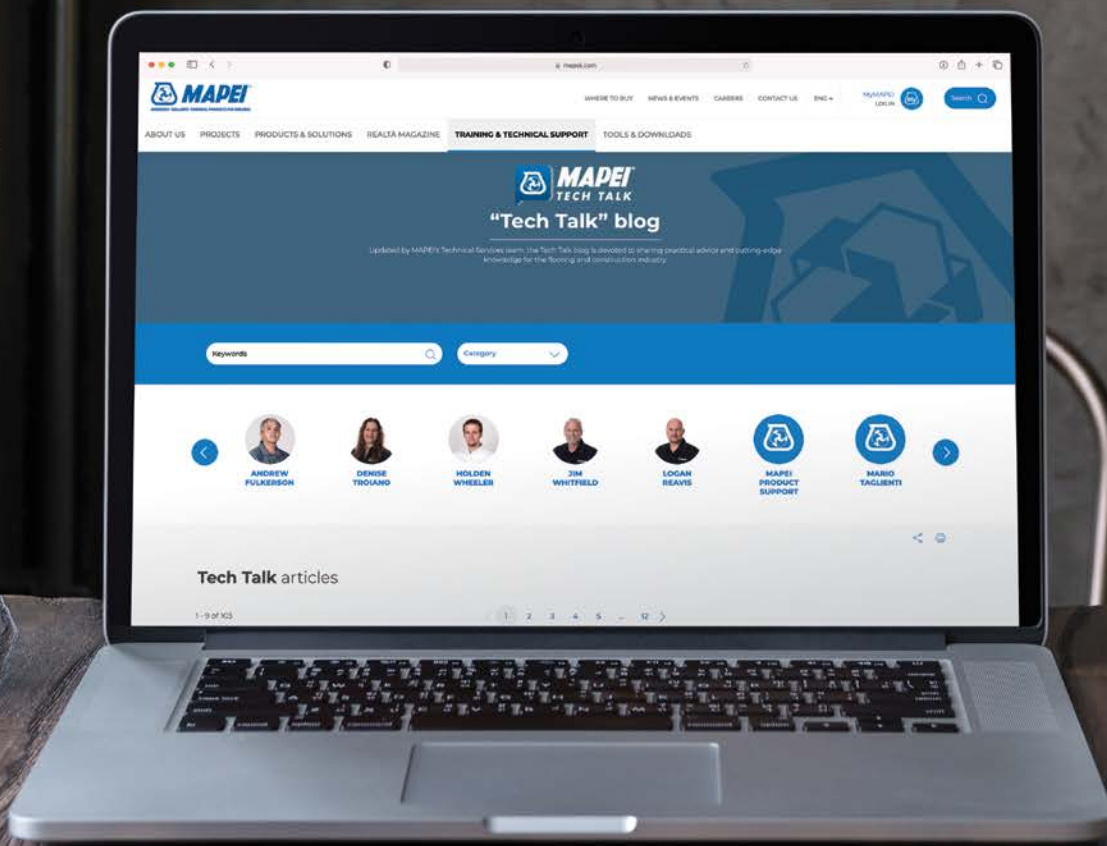 mapei.com
MAPEI
WHERE TO BUY NEWS & EVENTS CAREERS CONTACT US ENG
MyMAPEI
LOG IN
My
Search
ABOUT US PROJECTS PRODUCTS & SOLUTIONS REALTÀ MAGAZINE TRAINING & TECHNICAL SUPPORT TOOLS & DOWNLOADS
MAPEI
TECH TALK
“Tech Talk” blog
Updated by MAPEI's Technical Services team, the Tech Talk blog is devoted to sharing practical advice and cutting-edge
knowledge for the flooring and construction industry.
Keywords
Category
ANDREW
FULKERSON
DENISE
TROIANO
HOLDEN
WHEELER
JIM
WHITFIELD
LOGAN
REAVIS
MAPEI
PRODUCT
SUPPORT
MARIO
TAGLIENTI
Tech Talk articles
1 - 9 of 103
1 2 3 4 5 ... 12